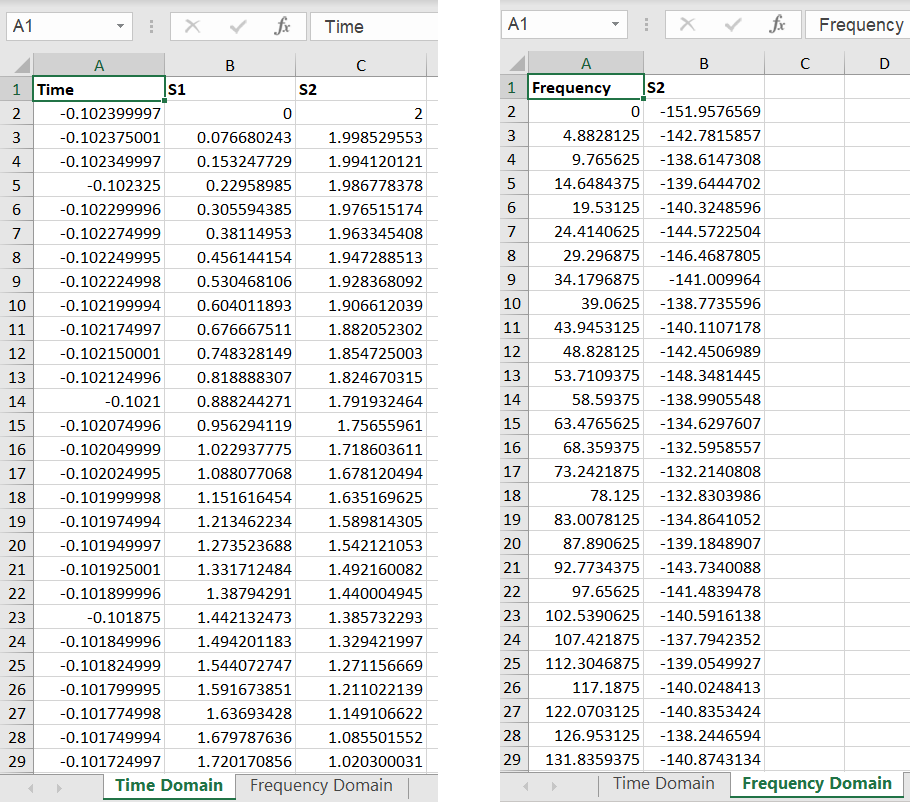 A1 fx Time
A B C
1 Time S1 S2
2 -0.102399997 0 2
3 -0.102375001 0.076680243 1.998529553
4 -0.102349997 0.153247729 1.994120121
5 -0.102325 0.22958985 1.986778378
6 -0.102299996 0.305594385 1.976515174
7 -0.102274999 0.38114953 1.963345408
8 -0.102249995 0.456144154 1.947288513
9 -0.102224998 0.530468106 1.928368092
10 -0.102199994 0.604011893 1.906612039
11 -0.102174997 0.676667511 1.882052302
12 -0.102150001 0.748328149 1.854725003
13 -0.102124996 0.818888307 1.824670315
14 -0.1021 0.888244271 1.791932464
15 -0.102074996 0.956294119 1.75655961
16 -0.102049999 1.022937775 1.718603611
17 -0.102024995 1.088077068 1.678120494
18 -0.101999998 1.151616454 1.635169625
19 -0.101974994 1.213462234 1.589814305
20 -0.101949997 1.273523688 1.542121053
21 -0.101925001 1.331712484 1.492160082
22 -0.101899996 1.38794291 1.440004945
23 -0.101875 1.442132473 1.385732293
24 -0.101849996 1.494201183 1.329421997
25 -0.101824999 1.544072747 1.271156669
26 -0.101799995 1.591673851 1.211022139
27 -0.101774998 1.63693428 1.149106622
28 -0.101749994 1.679787636 1.085501552
29 -0.101724997 1.720170856 1.020300031
Time Domain Frequency Domain
A1 fx Frequency
A B C D
1 Frequency S2
2 0 -151.9576569
3 4.8828125 -142.7815857
4 9.765625 -138.6147308
5 14.6484375 -139.6444702
6 19.53125 -140.3248596
7 24.4140625 -144.5722504
8 29.296875 -146.4687805
9 34.1796875 -141.009964
10 39.0625 -138.7735596
11 43.9453125 -140.1107178
12 48.828125 -142.4506989
13 53.7109375 -148.3481445
14 58.59375 -138.9905548
15 63.4765625 -134.6297607
16 68.359375 -132.5958557
17 73.2421875 -132.2140808
18 78.125 -132.8303986
19 83.0078125 -134.8641052
20 87.890625 -139.1848907
21 92.7734375 -143.7340088
22 97.65625 -141.4839478
23 102.5390625 -140.5916138
24 107.421875 -137.7942352
25 112.3046875 -139.0549927
26 117.1875 -140.0248413
27 122.0703125 -140.8353424
28 126.953125 -138.2446594
29 131.8359375 -140.8743134
Time Domain Frequency Domain